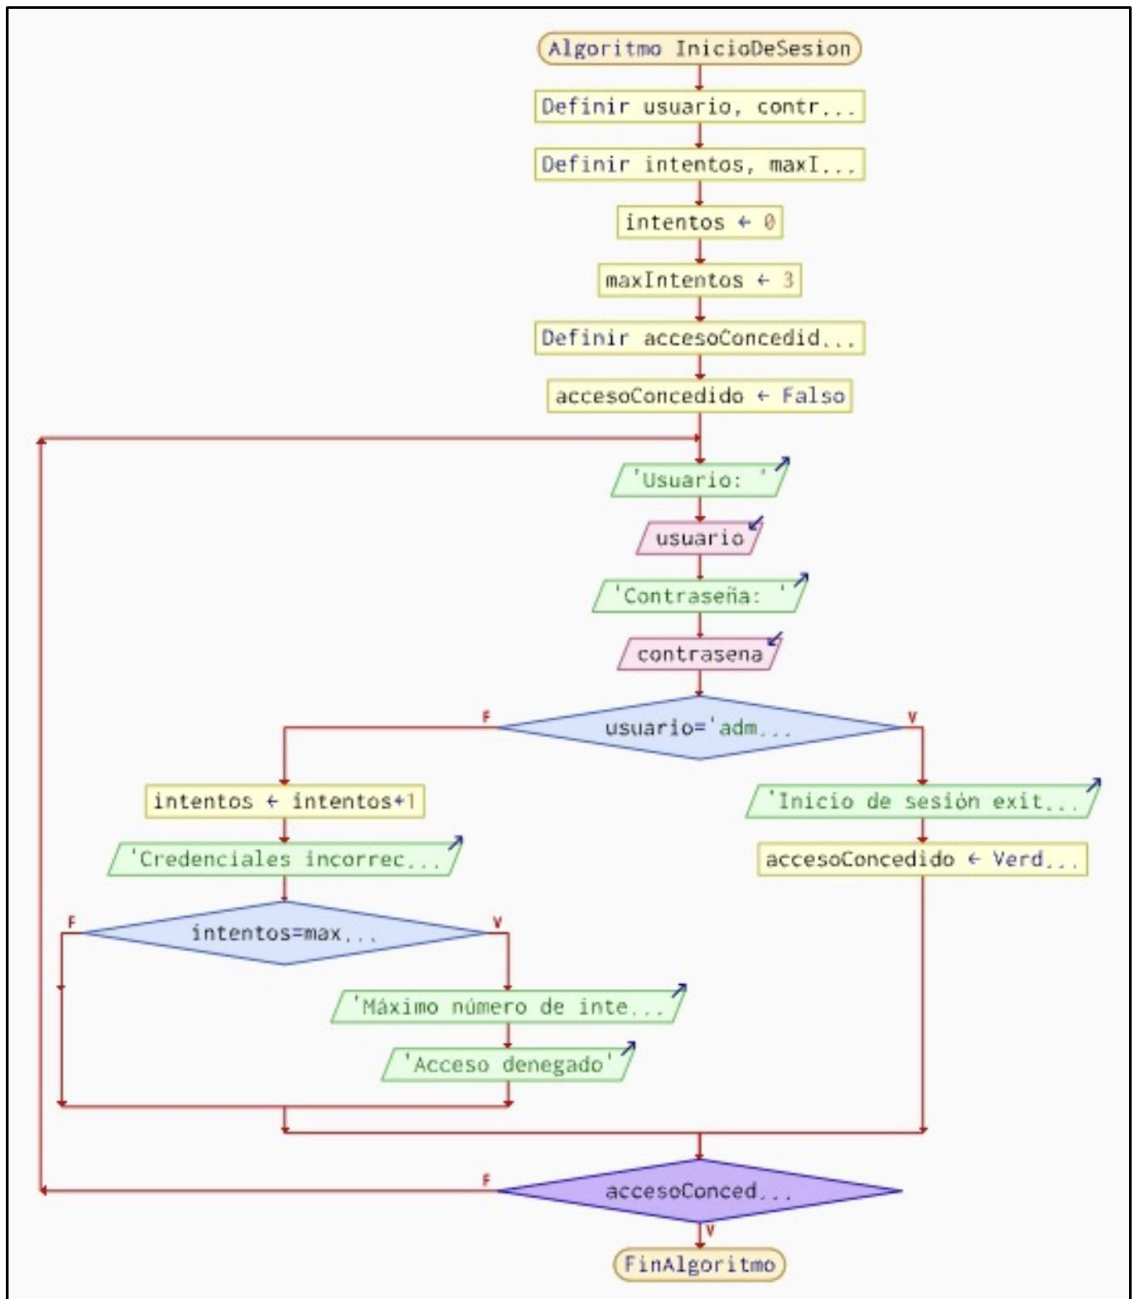 Algoritmo InicioDeSesion
Definir usuario, contr...
Definir intentos, maxI...
intentos ← 0
maxIntentos ← 3
Definir accesoConcedid...
accesoConcedido ← Falso
'Usuario: '
usuario
'Contraseña: '
contrasena
F
usuario='adm...
V
intentos ← intentos+1
'Inicio de sesión exit...
'Credenciales incorrec...
accesoConcedido ← Verd...
F
intentos=max...
V
'Máximo número de inte...
'Acceso denegado'
F
accesoConced...
V
FinAlgoritmo